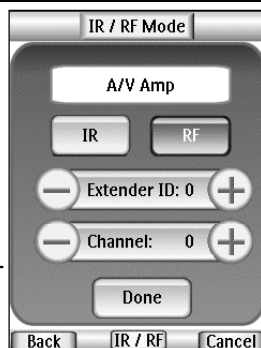 IR / RF Mode
A/V Amp
IR RF
Extender ID: 0
Channel: 0
Done
Back IR / RF Cancel